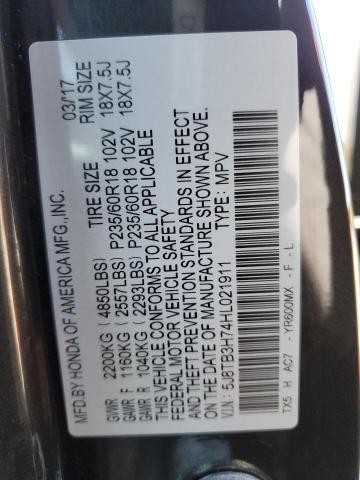 MFD.BY HONDA OF AMERICA MFG.,INC. 03/17
TIRE SIZE RIM SIZE
GVWR 2200KG (4850LBS)
GAWR F 1160KG (2557LBS) P235/60R18 102V 18X7.5J
GAWR R 1040KG (2293LBS) P235/60R18 102V 18X7.5J
THIS VEHICLE CONFORMS TO ALL APPLICABLE
FEDERAL MOTOR VEHICLE SAFETY
AND THEFT PREVENTION STANDARDS IN EFFECT
ON THE DATE OF MANUFACTURE SHOWN ABOVE.
V.I.N.: 5J8TB3H74HL021911 TYPE: MPV
TX5 H AC7 - YR600MX - F - L